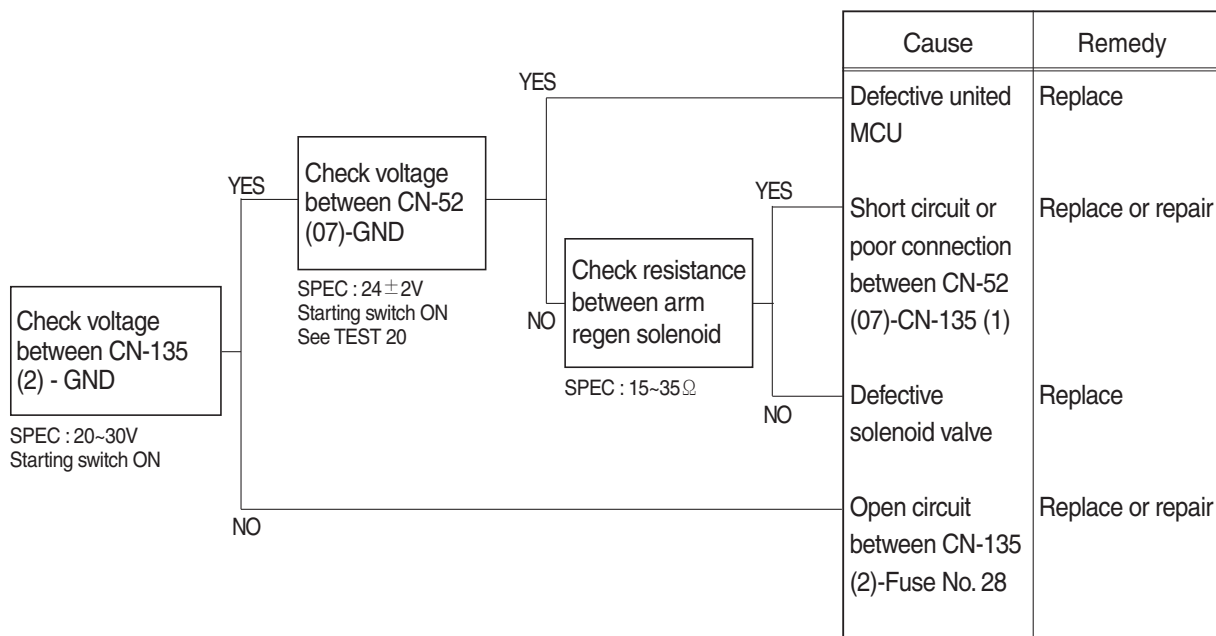 Cause
Remedy
YES
Defective united
MCU
Replace
YES
Check voltage
between CN-52
(07)-GND
SPEC : 24±2V
Starting switch ON
See TEST 20
YES
Short circuit or
poor connection
between CN-52
(07)-CN-135 (1)
Replace or repair
NO
Check resistance
between arm
regen solenoid
SPEC : 15~35Ω
Check voltage
between CN-135
(2) - GND
SPEC : 20~30V
Starting switch ON
NO
Defective
solenoid valve
Replace
NO
Open circuit
between CN-135
(2)-Fuse No. 28
Replace or repair